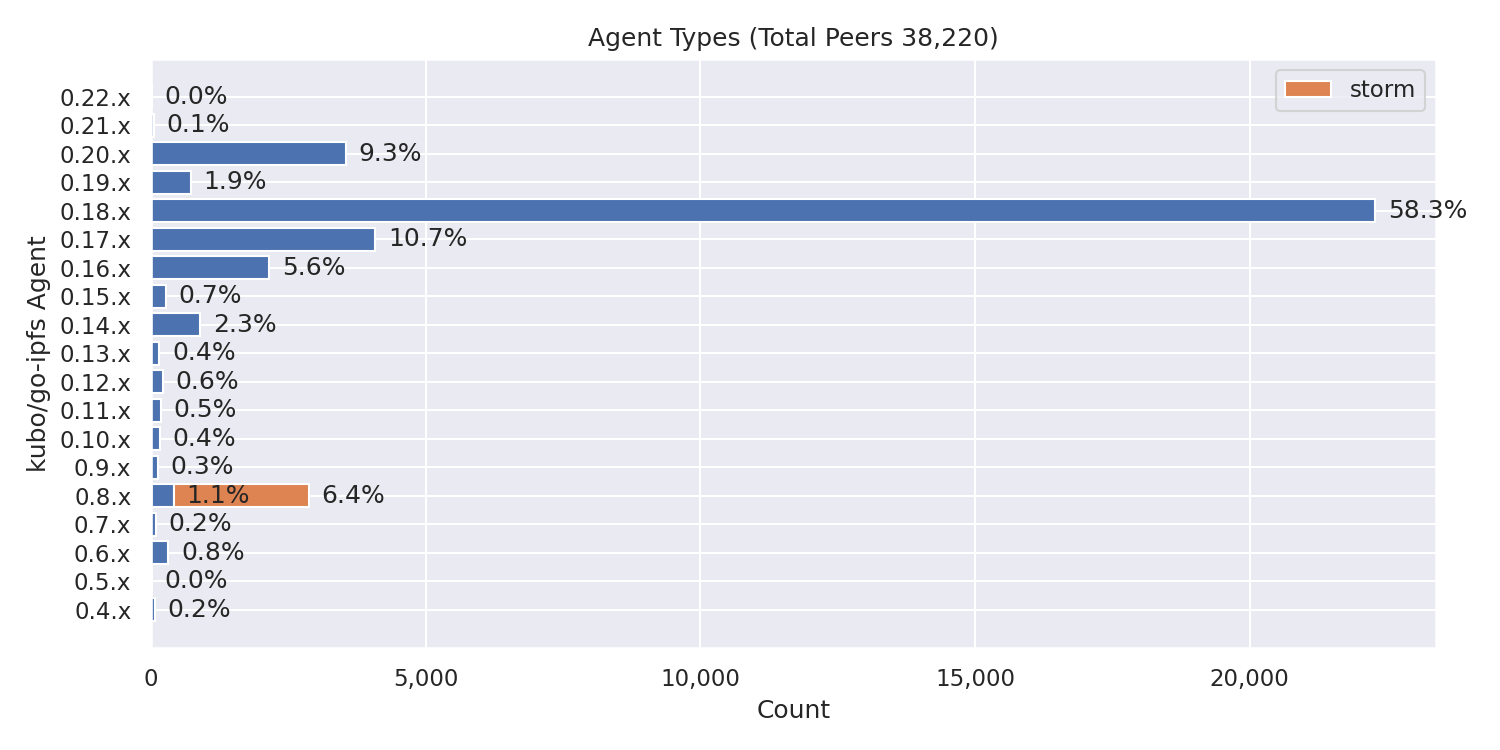 Agent Types (Total Peers 38,220)
storm
0.22.x 0.0%
0.21.x 0.1%
0.20.x 9.3%
0.19.x 1.9%
0.18.x 58.3%
0.17.x 10.7%
0.16.x 5.6%
0.15.x 0.7%
0.14.x 2.3%
0.13.x 0.4%
0.12.x 0.6%
0.11.x 0.5%
0.10.x 0.4%
0.9.x 0.3%
0.8.x 1.1% 6.4%
0.7.x 0.2%
0.6.x 0.8%
0.5.x 0.0%
0.4.x 0.2%
kubo/go-ipfs Agent
0 5,000 10,000 15,000 20,000
Count